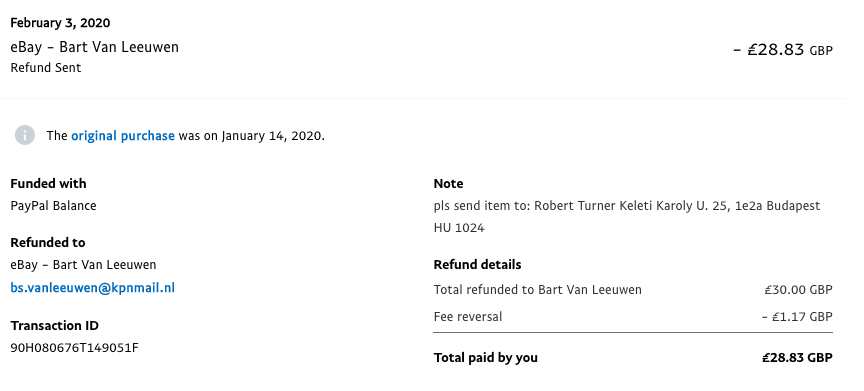 February 3, 2020
eBay – Bart Van Leeuwen
– £28.83 GBP
Refund Sent
The original purchase was on January 14, 2020.
Funded with
PayPal Balance
Refunded to
eBay – Bart Van Leeuwen
bs.vanleeuwen@kpnmail.nl
Transaction ID
90H080676T149051F
Note
pls send item to: Robert Turner Keleti Karoly U. 25, 1e2a Budapest
HU 1024
Refund details
Total refunded to Bart Van Leeuwen £30.00 GBP
Fee reversal – £1.17 GBP
Total paid by you £28.83 GBP